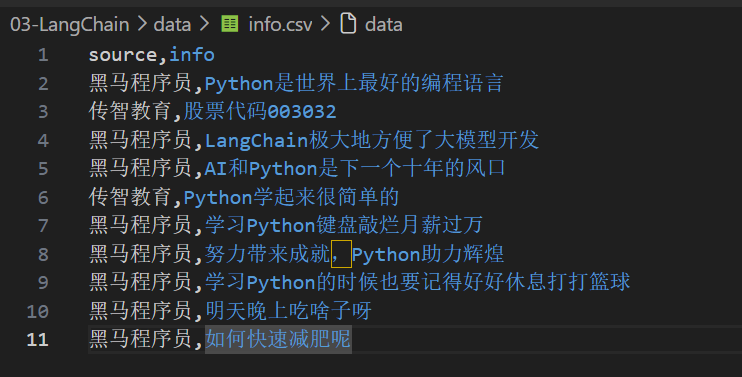 03-LangChain > data > info.csv > data
1 source,info
2 黑马程序员,Python是世界上最好的编程语言
3 传智教育,股票代码003032
4 黑马程序员,LangChain极大地方便了大模型开发
5 黑马程序员,AI和Python是下一个十年的风口
6 传智教育,Python学起来很简单的
7 黑马程序员,学习Python键盘敲烂月薪过万
8 黑马程序员,努力带来成就，Python助力辉煌
9 黑马程序员,学习Python的时候也要记得好好休息打打篮球
10 黑马程序员,明天晚上吃啥子呀
11 黑马程序员,如何快速减肥呢